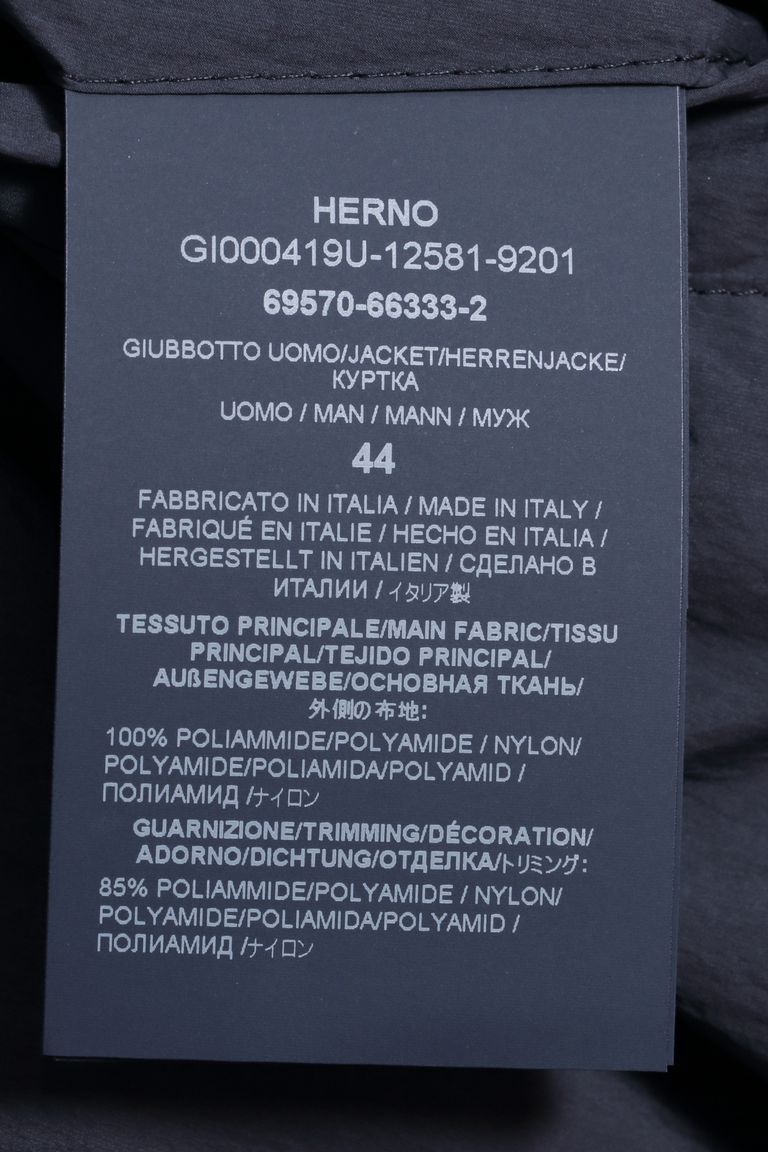 HERNO
GI000419U-12581-9201
69570-66333-2
GIUBBOTTO UOMO/JACKET/HERRENJACKE/
КУРТКА
UOMO / MAN / MANN / МУЖ
44
FABBRICATO IN ITALIA / MADE IN ITALY /
FABRIQUÉ EN ITALIE / HECHO EN ITALIA /
HERGESTELLT IN ITALIEN / СДЕЛАНО В
ИТАЛИИ / イタリア製
TESSUTO PRINCIPALE/MAIN FABRIC/TISSU
PRINCIPAL/TEJIDO PRINCIPAL/
AUßENGEWEBE/ОСНОВНАЯ ТКАНЬ/
外側の布地:
100% POLIAMMIDE/POLYAMIDE / NYLON/
POLYAMIDE/POLIAMIDA/POLYAMID /
ПОЛИАМИД /ナイロン
GUARNIZIONE/TRIMMING/DÉCORATION/
ADORNO/DICHTUNG/ОТДЕЛКА/トリミング:
85% POLIAMMIDE/POLYAMIDE / NYLON/
POLYAMIDE/POLIAMIDA/POLYAMID /
ПОЛИАМИД /ナイロン